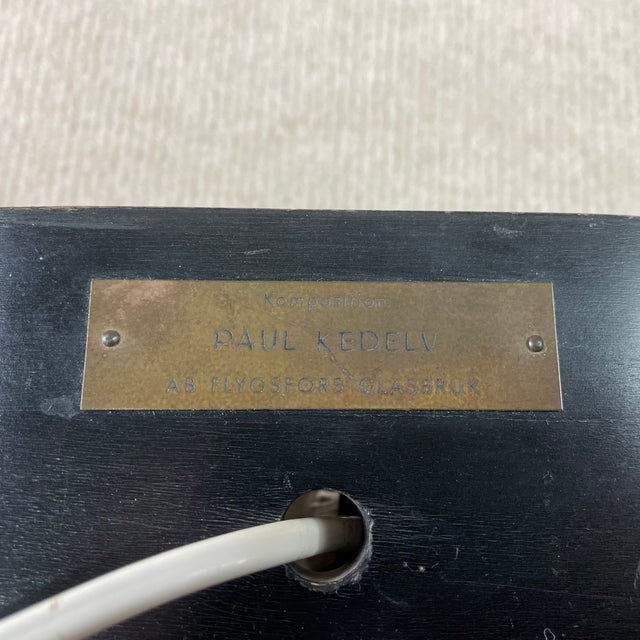 Komposition
PAUL KEDELV
AB FLYGSFORS GLASBRUK